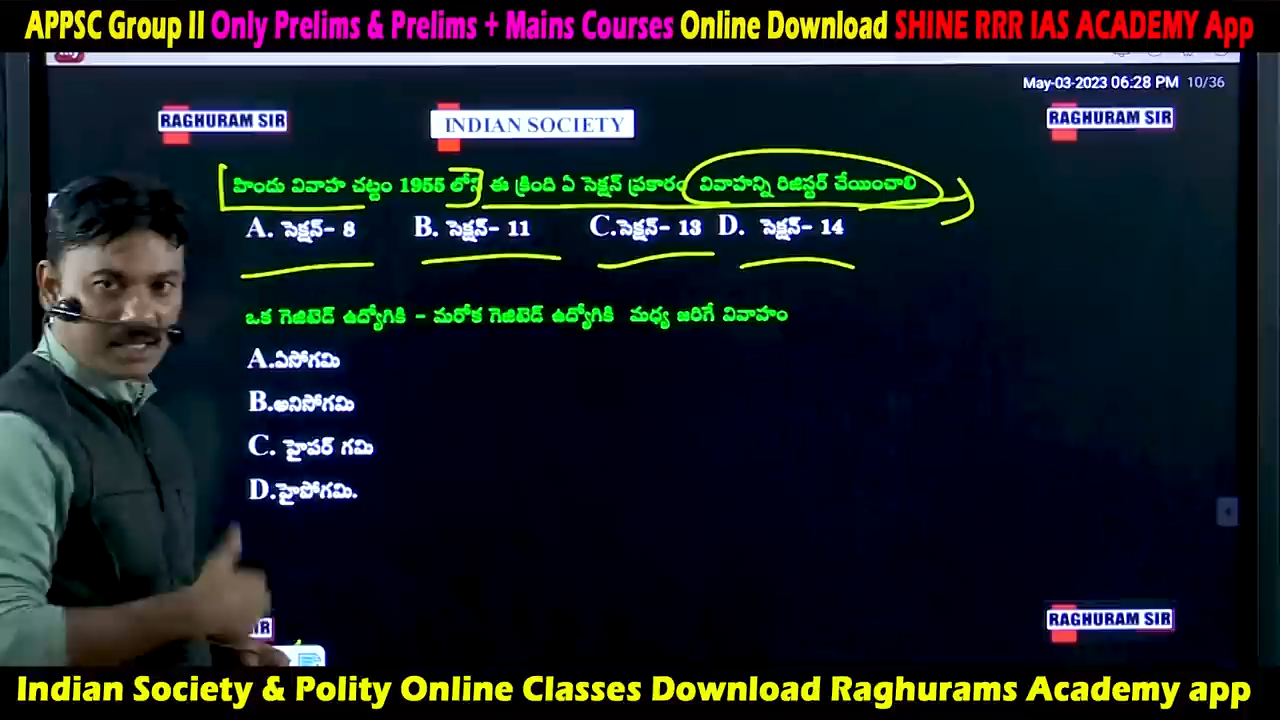 APPSC Group II Only Prelims & Prelims + Mains Courses Online Download SHINE RRR IAS ACADEMY App
May-03-2023 06:28 PM 10/36
RAGHURAM SIR
INDIAN SOCIETY
RAGHURAM SIR
హిందు వివాహ చట్టం 1955 లోని ఈ క్రింది ఏ సెక్షన్ ప్రకారం వివాహన్ని రిజిస్టర్ చేయించాలి
A. సెక్షన్- 8 B. సెక్షన్- 11 C.సెక్షన్- 13 D. సెక్షన్- 14
ఒక గెజిటెడ్ ఉద్యోగికి - మరోక గెజిటెడ్ ఉద్యోగికి మధ్య జరిగే వివాహం
A.ఏసోగమి
B.అనిసోగమి
C. హైపర్ గమి
D.హైపోగమి.
RAGHURAM SIR
Indian Society & Polity Online Classes Download Raghurams Academy app